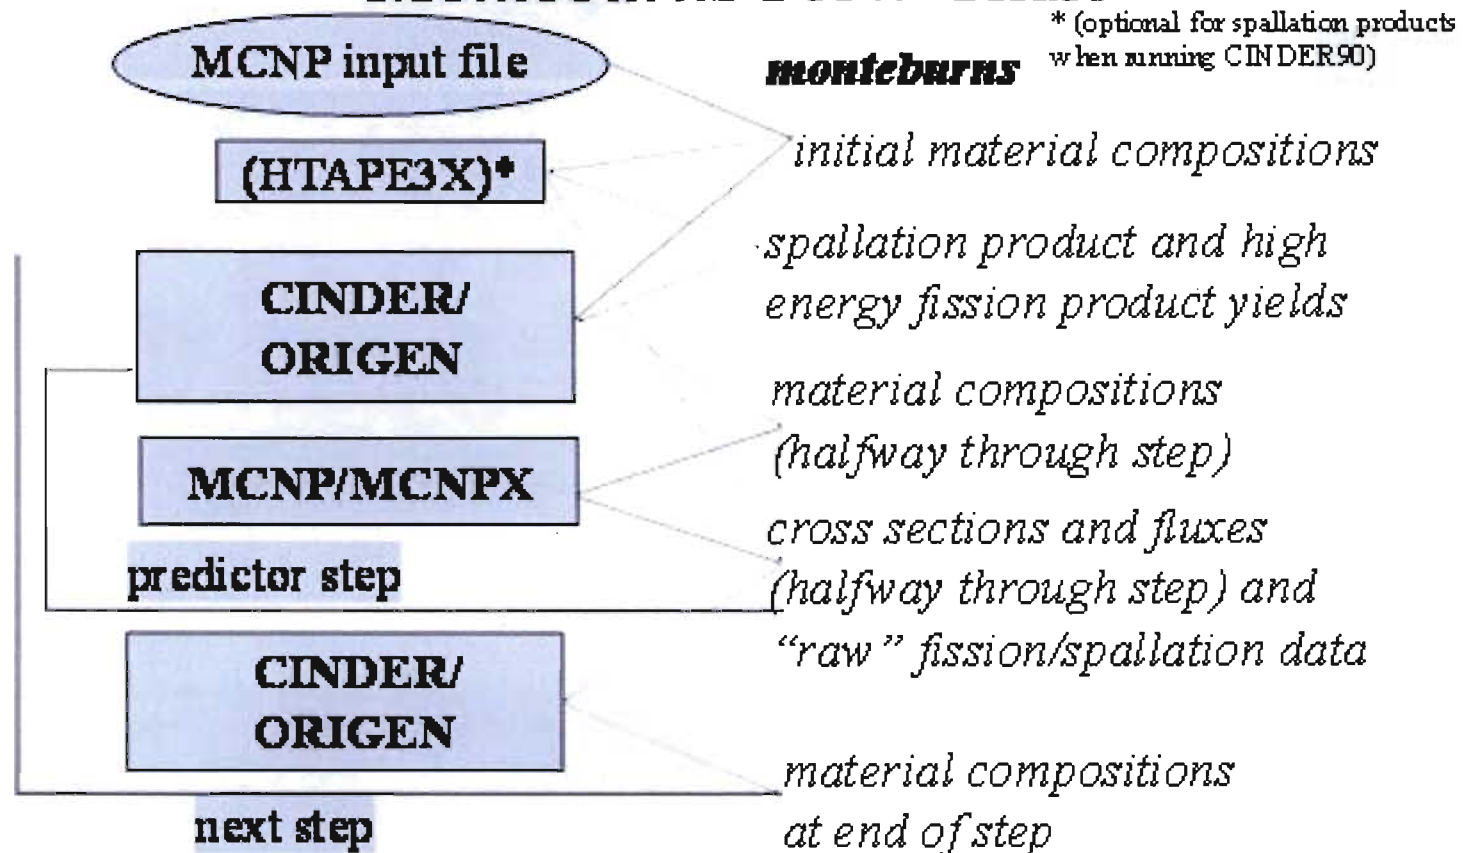 * (optional for spallation products
when running CINDER90)
MCNP input file
monteburns
initial material compositions
(HTAPE3X)*
spallation product and high
energy fission product yields
CINDER/
ORIGEN
material compositions
(halfway through step)
MCNP/MCNPX
cross sections and fluxes
(halfway through step) and
"raw" fission/spallation data
predictor step
CINDER/
ORIGEN
material compositions
at end of step
next step